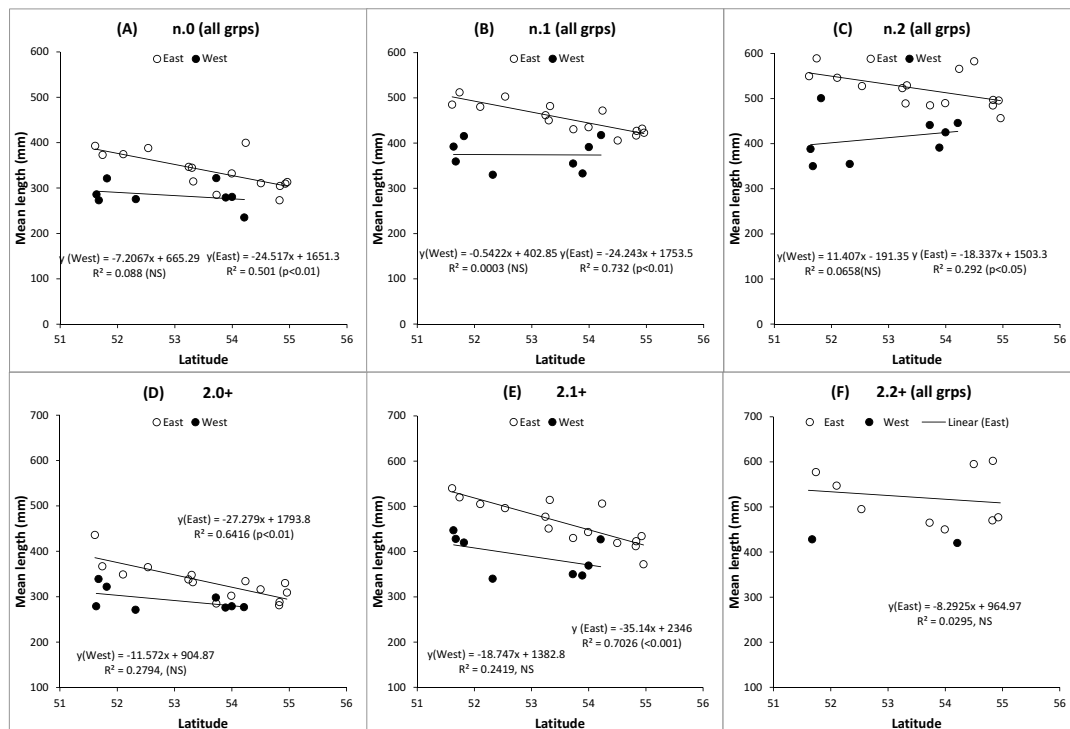 (A) n.0 (all grps)
East West
Mean length (mm)
600
500
400
300
200
100
0
y (West) = -7.2067x + 665.29
R² = 0.088 (NS)
y(East) = -24.517x + 1651.3
R² = 0.501 (p<0.01)
51 52 53 54 55 56
Latitude
(B) n.1 (all grps)
East West
Mean length (mm)
600
500
400
300
200
100
0
y(West) = -0.5422x + 402.85
R² = 0.0003 (NS)
y(East) = -24.243x + 1753.5
R² = 0.732 (p<0.01)
51 52 53 54 55 56
Latitude
(C) n.2 (all grps)
East West
Mean length (mm)
600
500
400
300
200
100
0
y(West) = 11.407x - 191.35
R² = 0.0658(NS)
y (East) = -18.337x + 1503.3
R² = 0.292 (p<0.05)
51 52 53 54 55 56
Latitude
(D) 2.0+
East West
Mean length (mm)
700
600
500
400
300
200
100
y(East) = -27.279x + 1793.8
R² = 0.6416 (p<0.01)
y(West) = -11.572x + 904.87
R² = 0.2794, (NS)
51 52 53 54 55 56
Latitude
(E) 2.1+
East West
Mean length (mm)
700
600
500
400
300
200
100
y (East) = -35.14x + 2346
R² = 0.7026 (<0.001)
y(West) = -18.747x + 1382.8
R² = 0.2419, NS
51 52 53 54 55 56
Latitude
(F) 2.2+ (all grps)
East West Linear (East)
Mean length (mm)
700
600
500
400
300
200
100
y(East) = -8.2925x + 964.97
R² = 0.0295, NS
51 52 53 54 55 56
Latitude